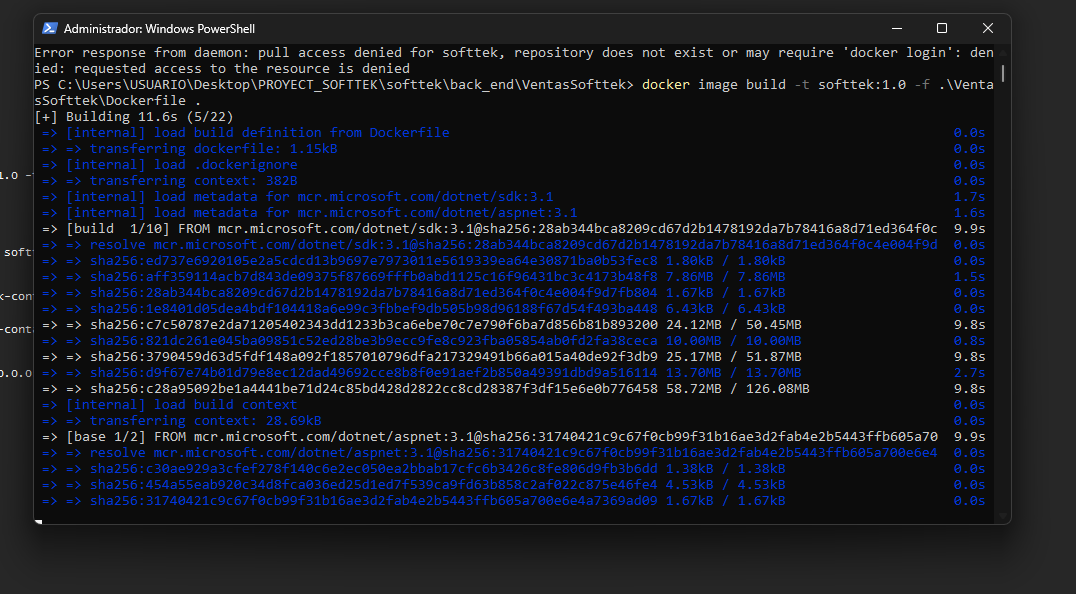 Administrador: Windows PowerShell
Error response from daemon: pull access denied for softtek, repository does not exist or may require 'docker login': den
ied: requested access to the resource is denied
PS C:\Users\USUARIO\Desktop\PROYECT_SOFTTEK\softtek\back_end\VentasSofttek> docker image build -t softtek:1.0 -f .\Venta
sSofttek\Dockerfile .
[+] Building 11.6s (5/22)
=> [internal] load build definition from Dockerfile 0.0s
=> => transferring dockerfile: 1.15kB 0.0s
=> [internal] load .dockerignore 0.0s
=> => transferring context: 382B 0.0s
=> [internal] load metadata for mcr.microsoft.com/dotnet/sdk:3.1 1.7s
=> [internal] load metadata for mcr.microsoft.com/dotnet/aspnet:3.1 1.6s
=> [build  1/10] FROM mcr.microsoft.com/dotnet/sdk:3.1@sha256:28ab344bca8209cd67d2b1478192da7b78416a8d71ed364f0c 9.9s
=> => resolve mcr.microsoft.com/dotnet/sdk:3.1@sha256:28ab344bca8209cd67d2b1478192da7b78416a8d71ed364f0c4e004f9d 0.0s
=> => sha256:ed737e6920105e2a5cdcd13b9697e7973011e5619339ea64e30871ba0b53fec8 1.80kB / 1.80kB 0.0s
=> => sha256:aff359114acb7d843de09375f87669fffb0abd1125c16f96431bc3c4173b48f8 7.86MB / 7.86MB 1.5s
=> => sha256:28ab344bca8209cd67d2b1478192da7b78416a8d71ed364f0c4e004f9d7fb804 1.67kB / 1.67kB 0.0s
=> => sha256:1e8401d05dea4bdf104418a6e99c3fbbef9db505b98d96188f67d54f493ba448 6.43kB / 6.43kB 0.0s
=> => sha256:c7c50787e2da71205402343dd1233b3ca6ebe70c7e790f6ba7d856b81b893200 24.12MB / 50.45MB 9.8s
=> => sha256:821dc261e045ba09851c52ed28be3b9ecc9fe8c923fba05854ab0fd2fa38ceca 10.00MB / 10.00MB 0.8s
=> => sha256:3790459d63d5fdf148a092f1857010796dfa217329491b66a015a40de92f3db9 25.17MB / 51.87MB 9.8s
=> => sha256:d9f67e74b01d79e8ec12dad49692cce8b8f0e91aef2b850a49391dbd9a516114 13.70MB / 13.70MB 2.7s
=> => sha256:c28a95092be1a4441be71d24c85bd428d2822cc8cd28387f3df15e6e0b776458 58.72MB / 126.08MB 9.8s
=> [internal] load build context 0.0s
=> => transferring context: 28.69kB 0.0s
=> [base 1/2] FROM mcr.microsoft.com/dotnet/aspnet:3.1@sha256:31740421c9c67f0cb99f31b16ae3d2fab4e2b5443ffb605a70 9.9s
=> => resolve mcr.microsoft.com/dotnet/aspnet:3.1@sha256:31740421c9c67f0cb99f31b16ae3d2fab4e2b5443ffb605a700e6e4 0.0s
=> => sha256:c30ae929a3cfef278f140c6e2ec050ea2bbab17cfc6b3426c8fe806d9fb3b6dd 1.38kB / 1.38kB 0.0s
=> => sha256:454a55eab920c34d8fca036ed25d1ed7f539ca9fd63b858c2af022c875e46fe4 4.53kB / 4.53kB 0.0s
=> => sha256:31740421c9c67f0cb99f31b16ae3d2fab4e2b5443ffb605a700e6e4a7369ad09 1.67kB / 1.67kB 0.0s